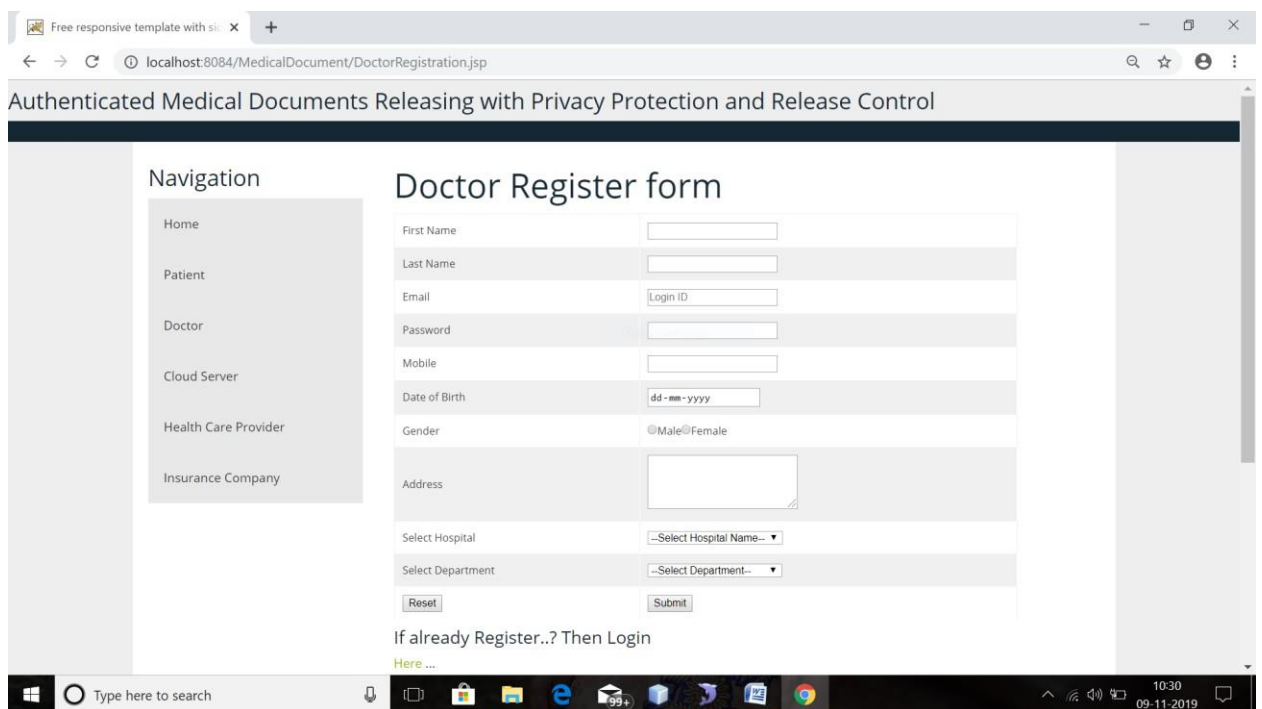 Free responsive template with sic
localhost:8084/MedicalDocument/DoctorRegistration.jsp
Authenticated Medical Documents Releasing with Privacy Protection and Release Control
Navigation
Home
Patient
Doctor
Cloud Server
Health Care Provider
Insurance Company
Doctor Register form
First Name
Last Name
Email Login ID
Password
Mobile
Date of Birth dd-mm-yyyy
Gender Male Female
Address
Select Hospital --Select Hospital Name--
Select Department --Select Department--
Reset Submit
If already Register..? Then Login
Here ...
Type here to search
99+
10:30
09-11-2019